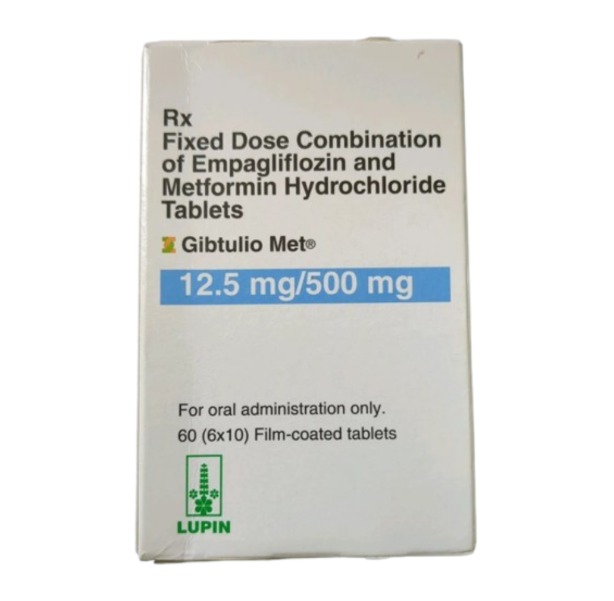 Rx
Fixed Dose Combination
of Empagliflozin and
Metformin Hydrochloride
Tablets
Gibtulio Met®
12.5 mg/500 mg
For oral administration only.
60 (6x10) Film-coated tablets
LUPIN